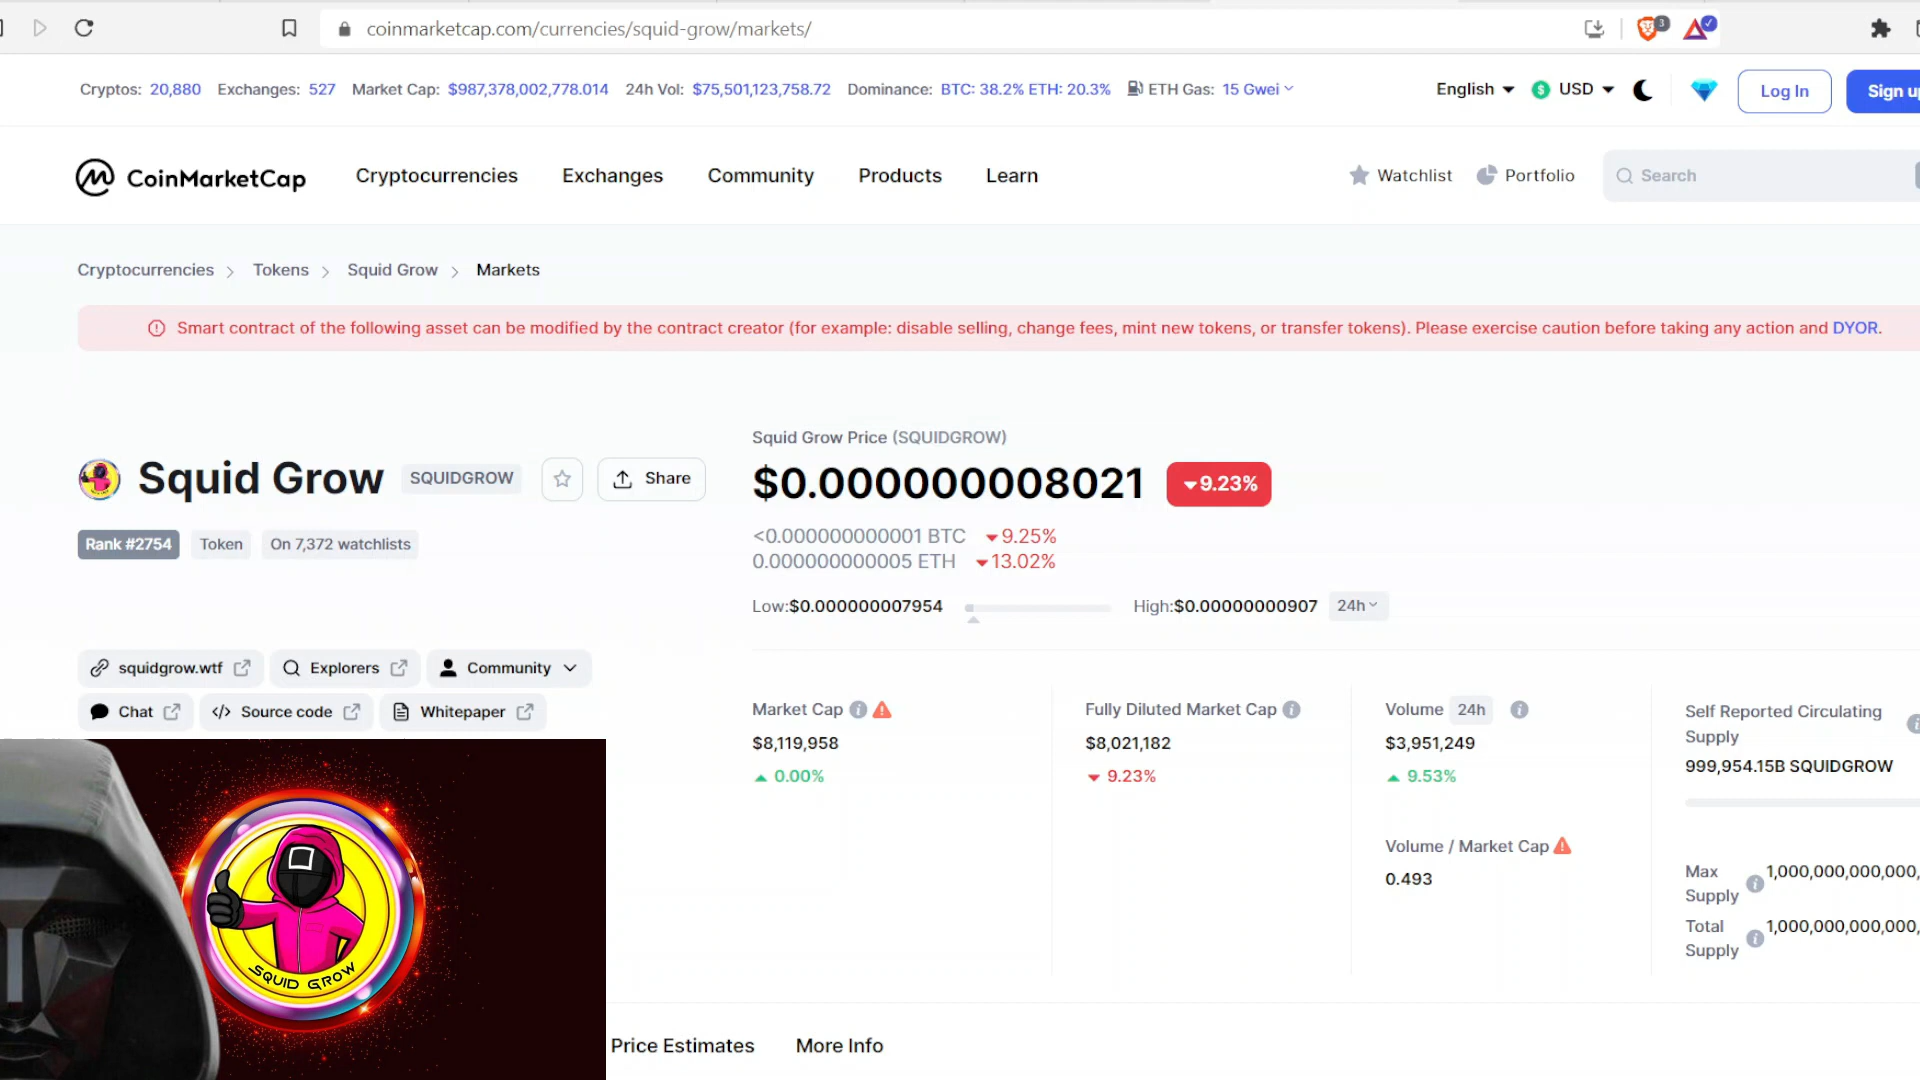 coinmarketcap.com/currencies/squid-grow/markets/
3
Cryptos: 20,880 Exchanges: 527 Market Cap: $987,378,002,778.014 24h Vol: $75,501,123,758.72 Dominance: BTC: 38.2% ETH: 20.3% ETH Gas: 15 Gwei English USD Log In Sign up
CoinMarketCap Cryptocurrencies Exchanges Community Products Learn Watchlist Portfolio Search
Cryptocurrencies > Tokens > Squid Grow > Markets
Smart contract of the following asset can be modified by the contract creator (for example: disable selling, change fees, mint new tokens, or transfer tokens). Please exercise caution before taking any action and DYOR.
Squid Grow Price (SQUIDGROW)
Squid Grow SQUIDGROW Share $0.000000008021 9.23%
Rank #2754 Token On 7,372 watchlists
<0.000000000001 BTC 9.25%
0.000000000005 ETH 13.02%
Low:$0.000000007954 High:$0.00000000907 24h
squidgrow.wtf Explorers Community
Chat Source code Whitepaper
Market Cap Fully Diluted Market Cap Volume 24h Self Reported Circulating Supply
$8,119,958 $8,021,182 $3,951,249 999,954.15B SQUIDGROW
0.00% 9.23% 9.53%
Volume / Market Cap
0.493
Max Supply 1,000,000,000,000,
Total Supply 1,000,000,000,000,
SQUID GROW
Price Estimates More Info